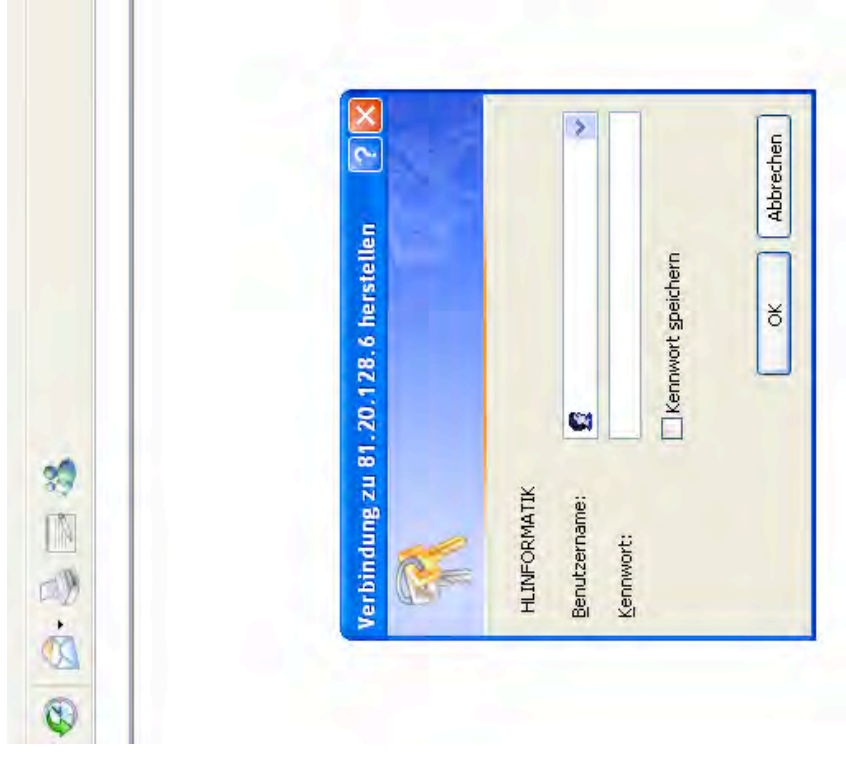 Verbindung zu 81.20.128.6 herstellen
HLINFORMATIK
Benutzername:
Kennwort:
Kennwort speichern
OK
Abbrechen